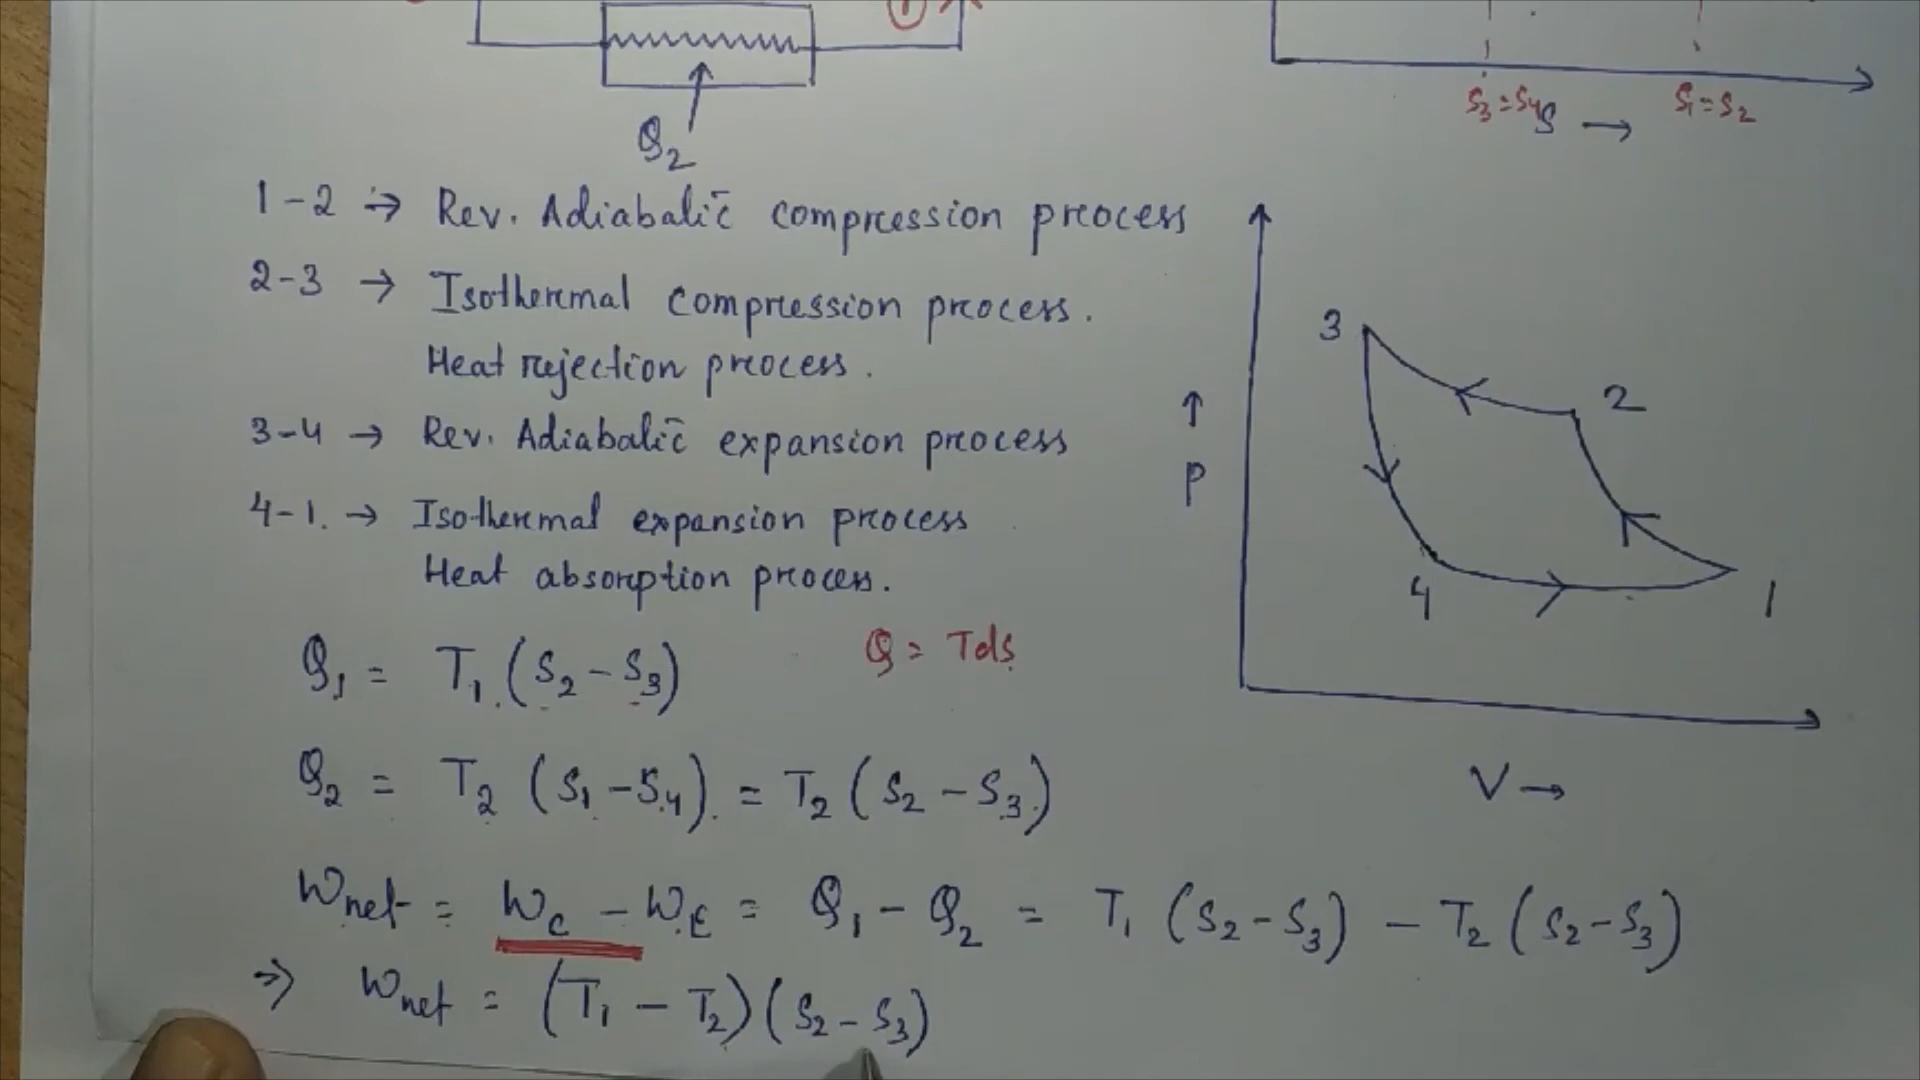 1
S3=S4 S → S1=S2
Q2
1-2 → Rev. Adiabatic compression process
2-3 → Isothermal compression process.
Heat rejection process.
3-4 → Rev. Adiabatic expansion process
4-1. → Isothermal expansion process
Heat absorption process.
Q1 = T1 (S2-S3)
Q = Tds
Q2 = T2 (S1-S4) = T2 (S2-S3)
Wnet = Wc - WE = Q1 - Q2 = T1 (S2-S3) - T2 (S2-S3)
⇒ Wnet = (T1 - T2)(S2-S3)
3
2
↑
P
4
1
V →